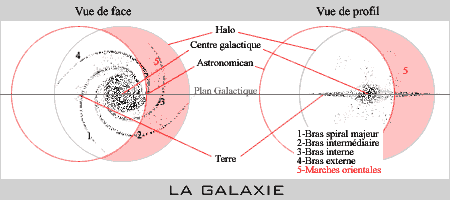 Vue de face
Vue de profil
Halo
Centre galactique
Astronomican
Plan Galactique
Terre
4
5
3
1
2
5
1-Bras spiral majeur
2-Bras intermédiaire
3-Bras interne
4-Bras externe
5-Marches orientales
LA GALAXIE